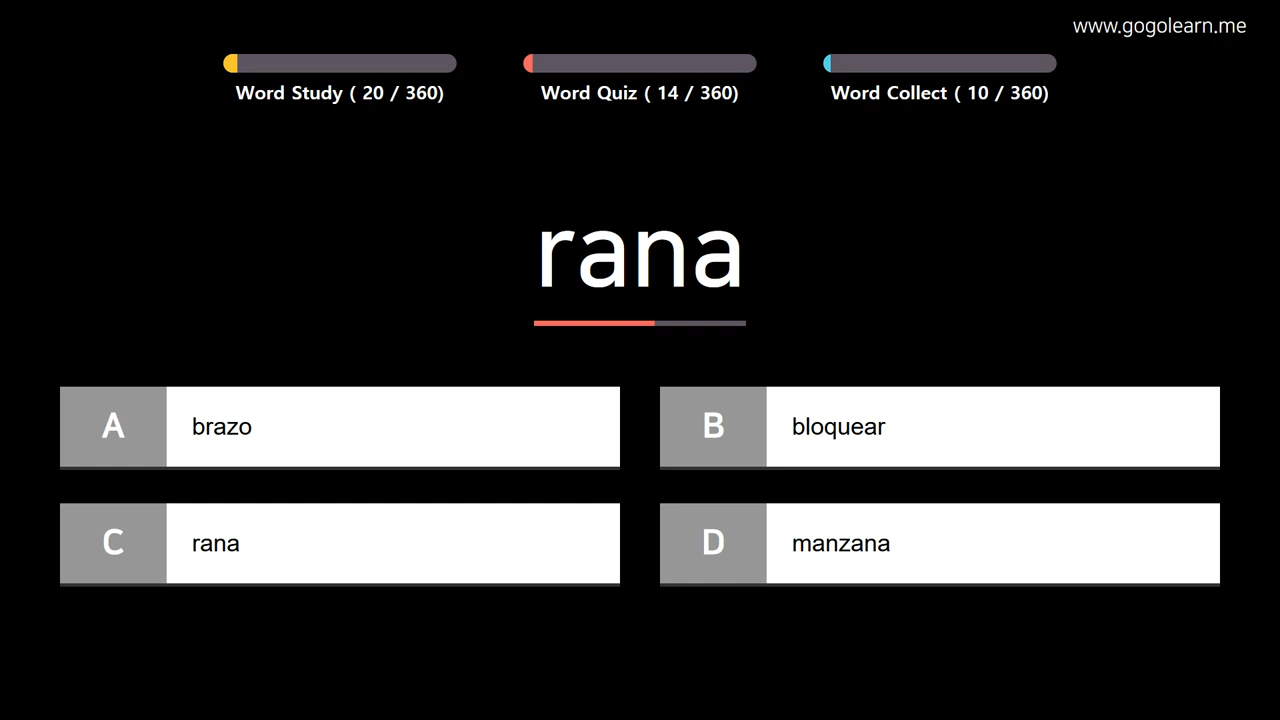 www.gogolearn.me
Word Study ( 20 / 360)
Word Quiz ( 14 / 360)
Word Collect ( 10 / 360)
rana
A brazo
B bloquear
C rana
D manzana